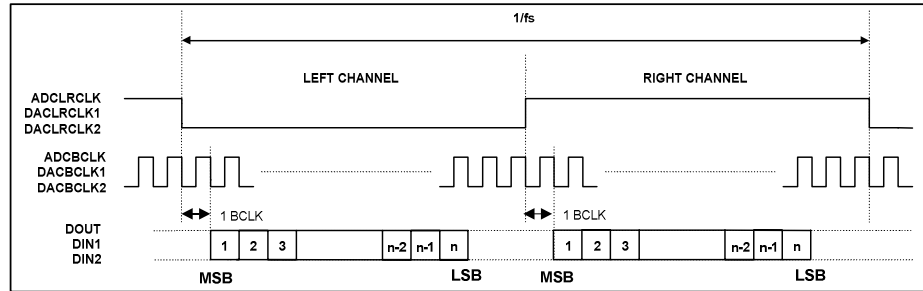 1/fs
LEFT CHANNEL RIGHT CHANNEL
ADCLRCLK
DACLRCLK1
DACLRCLK2
ADCBCLK
DACBCLK1
DACBCLK2
1 BCLK 1 BCLK
DOUT
DIN1
DIN2
1 2 3 n-2 n-1 n 1 2 3 n-2 n-1 n
MSB LSB MSB LSB